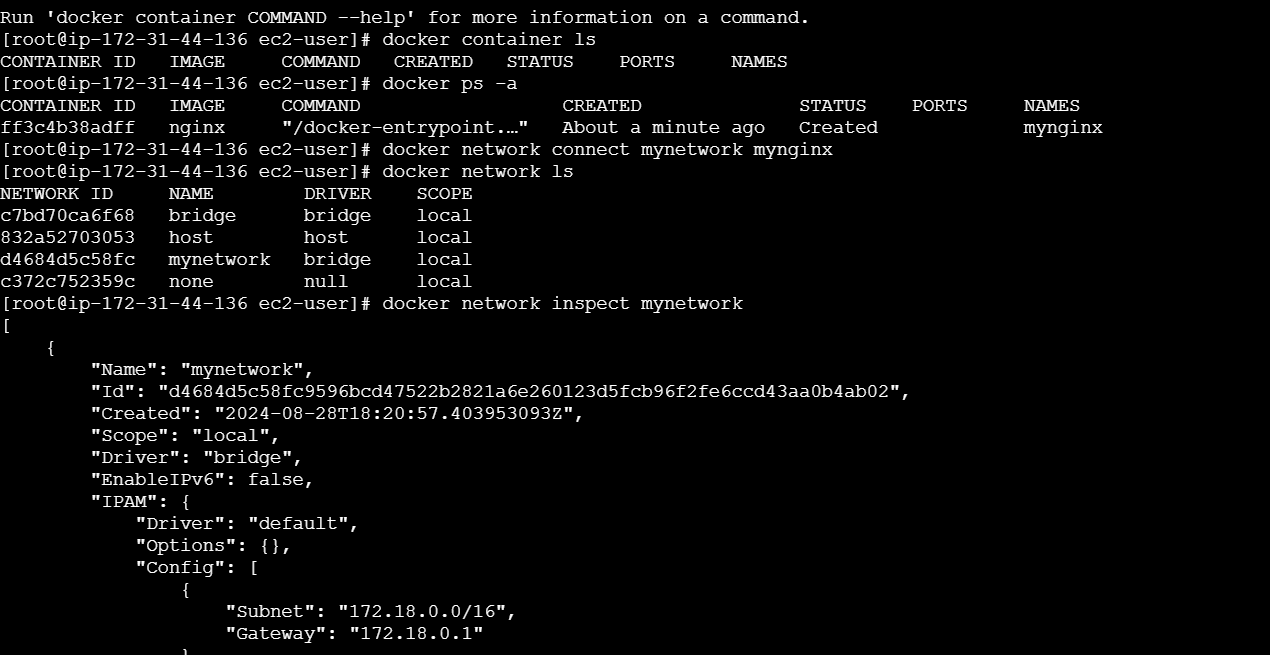 Run 'docker container COMMAND --help' for more information on a command.
[root@ip-172-31-44-136 ec2-user]# docker container ls
CONTAINER ID   IMAGE     COMMAND   CREATED   STATUS    PORTS     NAMES
[root@ip-172-31-44-136 ec2-user]# docker ps -a
CONTAINER ID   IMAGE     COMMAND                  CREATED              STATUS    PORTS     NAMES
ff3c4b38adff   nginx     "/docker-entrypoint.…"   About a minute ago   Created             mynginx
[root@ip-172-31-44-136 ec2-user]# docker network connect mynetwork mynginx
[root@ip-172-31-44-136 ec2-user]# docker network ls
NETWORK ID     NAME        DRIVER    SCOPE
c7bd70ca6f68   bridge      bridge    local
832a52703053   host        host      local
d4684d5c58fc   mynetwork   bridge    local
c372c752359c   none        null      local
[root@ip-172-31-44-136 ec2-user]# docker network inspect mynetwork
[
    {
        "Name": "mynetwork",
        "Id": "d4684d5c58fc9596bcd47522b2821a6e260123d5fcb96f2fe6ccd43aa0b4ab02",
        "Created": "2024-08-28T18:20:57.403953093Z",
        "Scope": "local",
        "Driver": "bridge",
        "EnableIPv6": false,
        "IPAM": {
            "Driver": "default",
            "Options": {},
            "Config": [
                {
                    "Subnet": "172.18.0.0/16",
                    "Gateway": "172.18.0.1"
                }